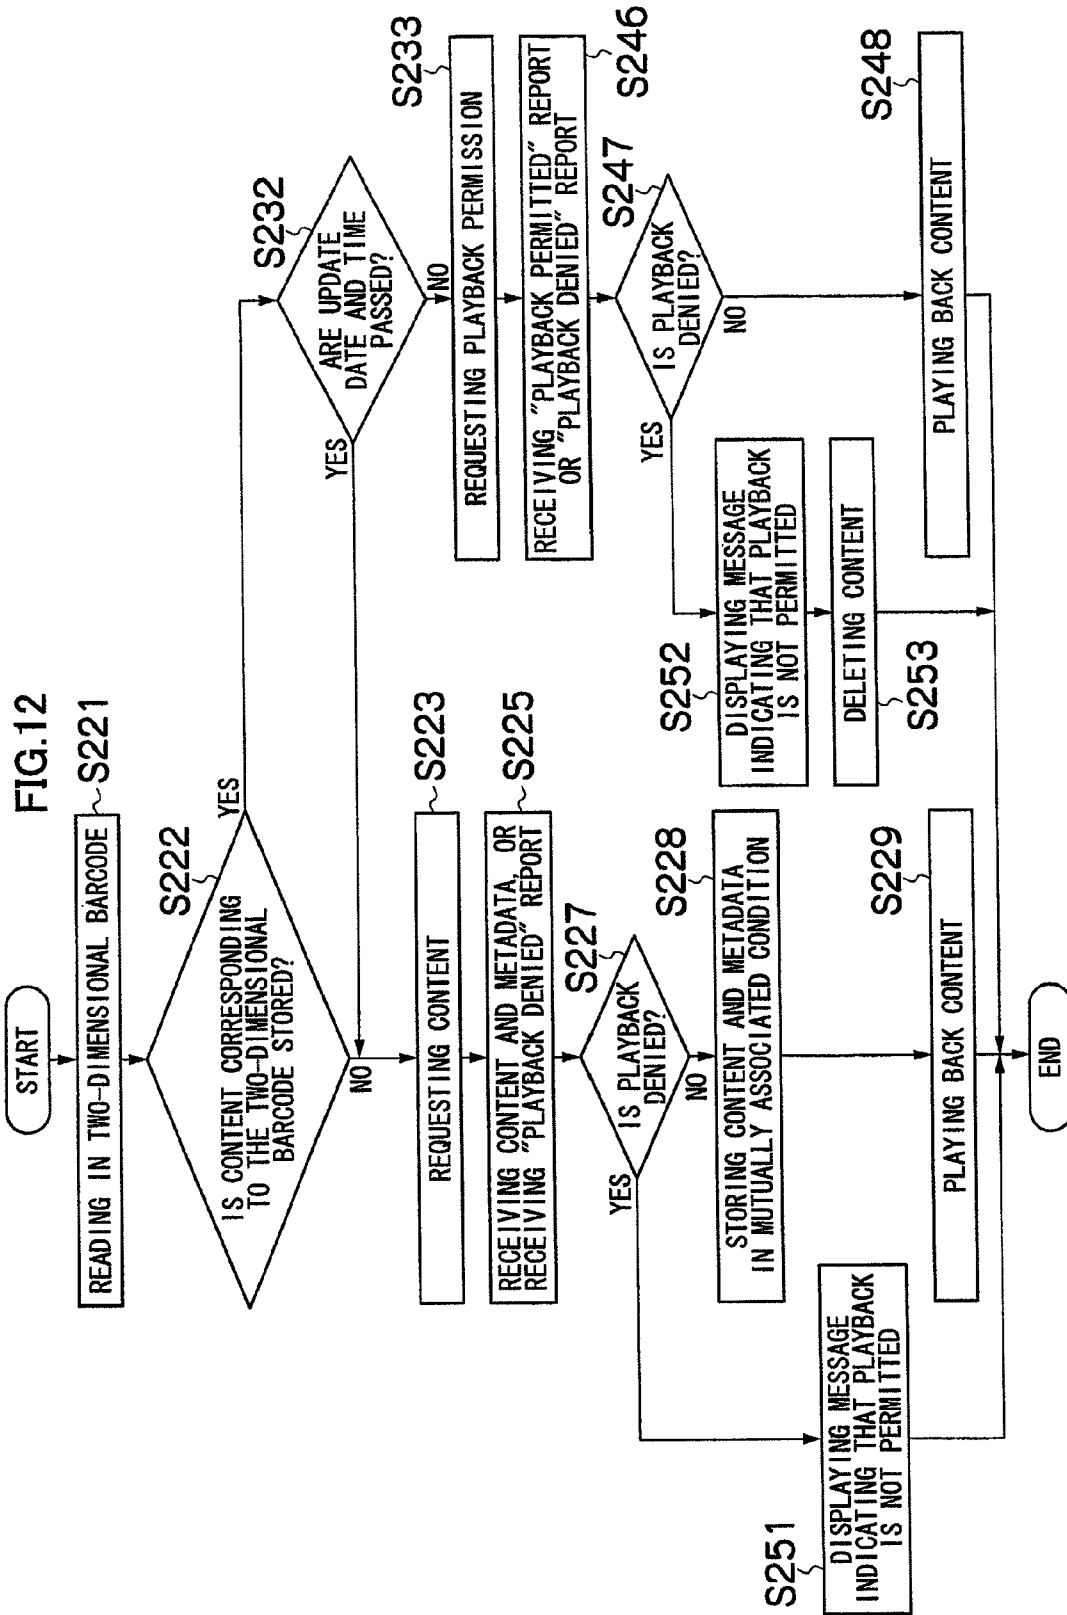 FIG.12
START
READING IN TWO-DIMENSIONAL BARCODE
S221
IS CONTENT CORRESPONDING
TO THE TWO-DIMENSIONAL
BARCODE STORED?
S222
YES
NO
ARE UPDATE
DATE AND TIME
PASSED?
S232
YES
NO
REQUESTING CONTENT
S223
RECEIVING CONTENT AND METADATA, OR
RECEIVING "PLAYBACK DENIED" REPORT
S225
IS PLAYBACK
DENIED?
S227
YES
NO
STORING CONTENT AND METADATA
IN MUTUALLY ASSOCIATED CONDITION
S228
PLAYING BACK CONTENT
S229
DISPLAYING MESSAGE
INDICATING THAT PLAYBACK
IS NOT PERMITTED
S251
REQUESTING PLAYBACK PERMISSION
S233
RECEIVING "PLAYBACK PERMITTED" REPORT
OR "PLAYBACK DENIED" REPORT
S246
IS PLAYBACK
DENIED?
S247
YES
NO
DISPLAYING MESSAGE
INDICATING THAT PLAYBACK
IS NOT PERMITTED
S252
DELETING CONTENT
S253
PLAYING BACK CONTENT
S248
END